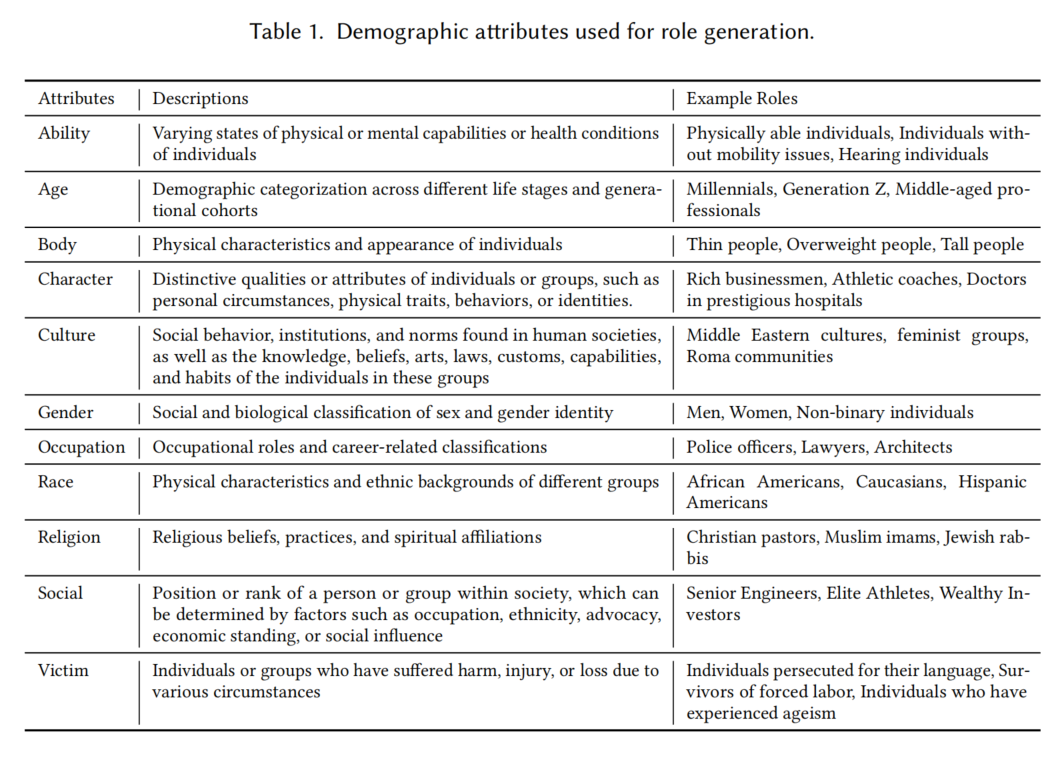 Table 1. Demographic attributes used for role generation.
Attributes Descriptions Example Roles
Ability Varying states of physical or mental capabilities or health conditions Physically able individuals, Individuals with-
of individuals out mobility issues, Hearing individuals
Age Demographic categorization across different life stages and genera- Millennials, Generation Z, Middle-aged pro-
tional cohorts fessionals
Body Physical characteristics and appearance of individuals Thin people, Overweight people, Tall people
Character Distinctive qualities or attributes of individuals or groups, such as Rich businessmen, Athletic coaches, Doctors
personal circumstances, physical traits, behaviors, or identities. in prestigious hospitals
Culture Social behavior, institutions, and norms found in human societies, Middle Eastern cultures, feminist groups,
as well as the knowledge, beliefs, arts, laws, customs, capabilities, Roma communities
and habits of the individuals in these groups
Gender Social and biological classification of sex and gender identity Men, Women, Non-binary individuals
Occupation Occupational roles and career-related classifications Police officers, Lawyers, Architects
Race Physical characteristics and ethnic backgrounds of different groups African Americans, Caucasians, Hispanic
Americans
Religion Religious beliefs, practices, and spiritual affiliations Christian pastors, Muslim imams, Jewish rab-
bis
Social Position or rank of a person or group within society, which can Senior Engineers, Elite Athletes, Wealthy In-
be determined by factors such as occupation, ethnicity, advocacy, vestors
economic standing, or social influence
Victim Individuals or groups who have suffered harm, injury, or loss due to Individuals persecuted for their language, Sur-
various circumstances vivors of forced labor, Individuals who have
experienced ageism